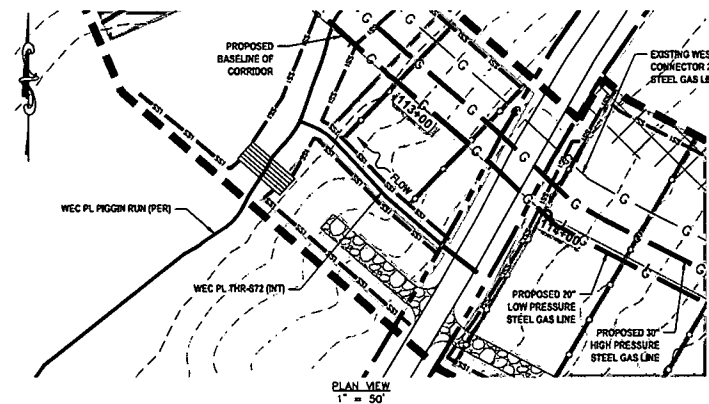 PROPOSED
BASELINE OF
CORRIDOR
EXISTING WES
CONNECTOR 2
STEEL GAS LI
113+00
FLOW
WEC PL PIGGIN RUN (PER)
WEC PL THR-S72 (INT)
114+00
PROPOSED 20"
LOW PRESSURE
STEEL GAS LINE
PROPOSED 30"
HIGH PRESSURE
STEEL GAS LINE
PLAN VIEW
1" = 50'